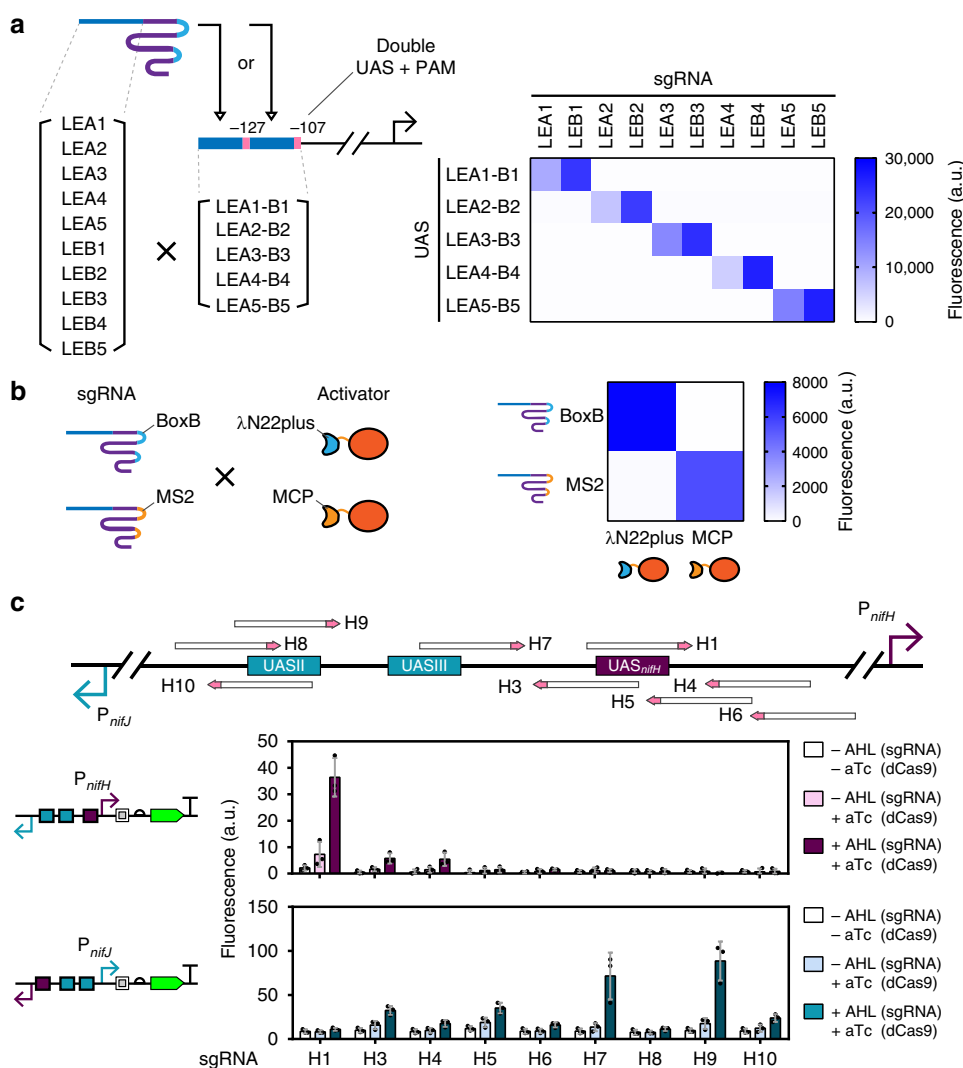 a
or
Double
UAS + PAM
–127
–107
LEA1
LEA2
LEA3
LEA4
LEA5
LEB1
LEB2
LEB3
LEB4
LEB5
×
LEA1-B1
LEA2-B2
LEA3-B3
LEA4-B4
LEA5-B5
sgRNA
LEA1
LEB1
LEA2
LEB2
LEA3
LEB3
LEA4
LEB4
LEA5
LEB5
UAS
LEA1-B1
LEA2-B2
LEA3-B3
LEA4-B4
LEA5-B5
30,000
20,000
10,000
0
Fluorescence (a.u.)
b
sgRNA
Activator
BoxB
λN22plus
×
MS2
MCP
BoxB
MS2
λN22plus MCP
8000
6000
4000
2000
0
Fluorescence (a.u.)
c
H9
H8
H7
H1
PnifH
UASII
UASIII
UASnifH
H10
H3
H4
H5
H6
PnifJ
PnifH
50
40
30
20
10
0
– AHL (sgRNA)
– aTc (dCas9)
– AHL (sgRNA)
+ aTc (dCas9)
+ AHL (sgRNA)
+ aTc (dCas9)
Fluorescence (a.u.)
PnifJ
150
100
50
0
– AHL (sgRNA)
– aTc (dCas9)
– AHL (sgRNA)
+ aTc (dCas9)
+ AHL (sgRNA)
+ aTc (dCas9)
sgRNA H1 H3 H4 H5 H6 H7 H8 H9 H10